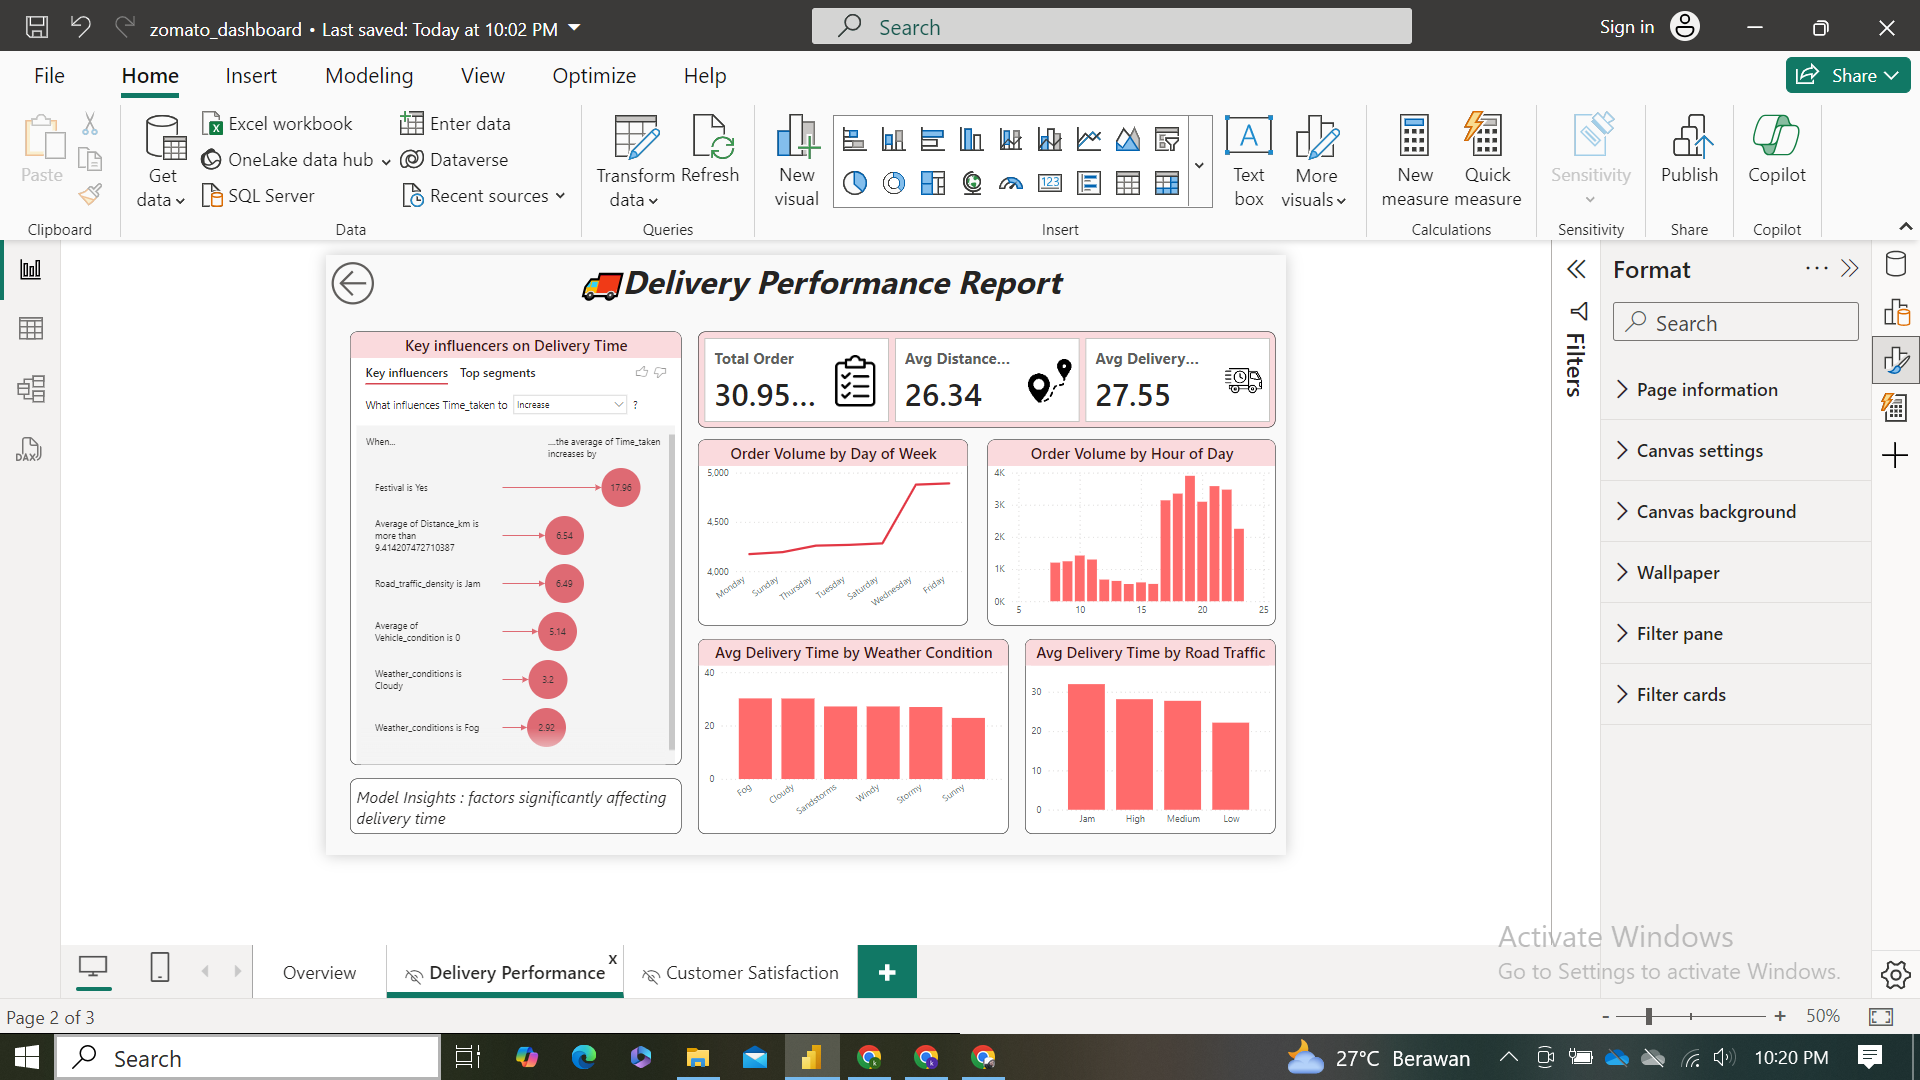 zomato_dashboard • Last saved: Today at 10:02 PM
Search
Sign in
File
Home
Insert
Modeling
View
Optimize
Help
Share
Paste
Clipboard
Get data
Excel workbook
OneLake data hub
SQL Server
Enter data
Dataverse
Recent sources
Data
Transform data
Refresh
Queries
New visual
123
A
Text box
More visuals
Insert
New measure
Quick measure
Calculations
Sensitivity
Sensitivity
Publish
Share
Copilot
Copilot
DAX
Delivery Performance Report
Key influencers on Delivery Time
Key influencers
Top segments
What influences Time_taken to
Increase
?
When...
....the average of Time_taken
increases by
Festival is Yes
17.96
Average of Distance_km is
more than
9.414207472710387
6.54
Road_traffic_density is Jam
6.49
Average of
Vehicle_condition is 0
5.14
Weather_conditions is
Cloudy
3.2
Weather_conditions is Fog
2.92
Model Insights : factors significantly affecting
delivery time
Total Order
30.95...
Avg Distance...
26.34
Avg Delivery...
27.55
Order Volume by Day of Week
5,000
4,500
4,000
Monday
Sunday
Thursday
Tuesday
Saturday
Wednesday
Friday
Order Volume by Hour of Day
4K
3K
2K
1K
0K
5
10
15
20
25
Avg Delivery Time by Weather Condition
40
20
0
Fog
Cloudy
Sandstorms
Windy
Stormy
Sunny
Avg Delivery Time by Road Traffic
30
20
10
0
Jam
High
Medium
Low
Filters
Format
Search
Page information
Canvas settings
Canvas background
Wallpaper
Filter pane
Filter cards
Activate Windows
Go to Settings to activate Windows.
Overview
Delivery Performance
x
Customer Satisfaction
+
Page 2 of 3
-
+
50%
Search
27°C Berawan
10:20 PM